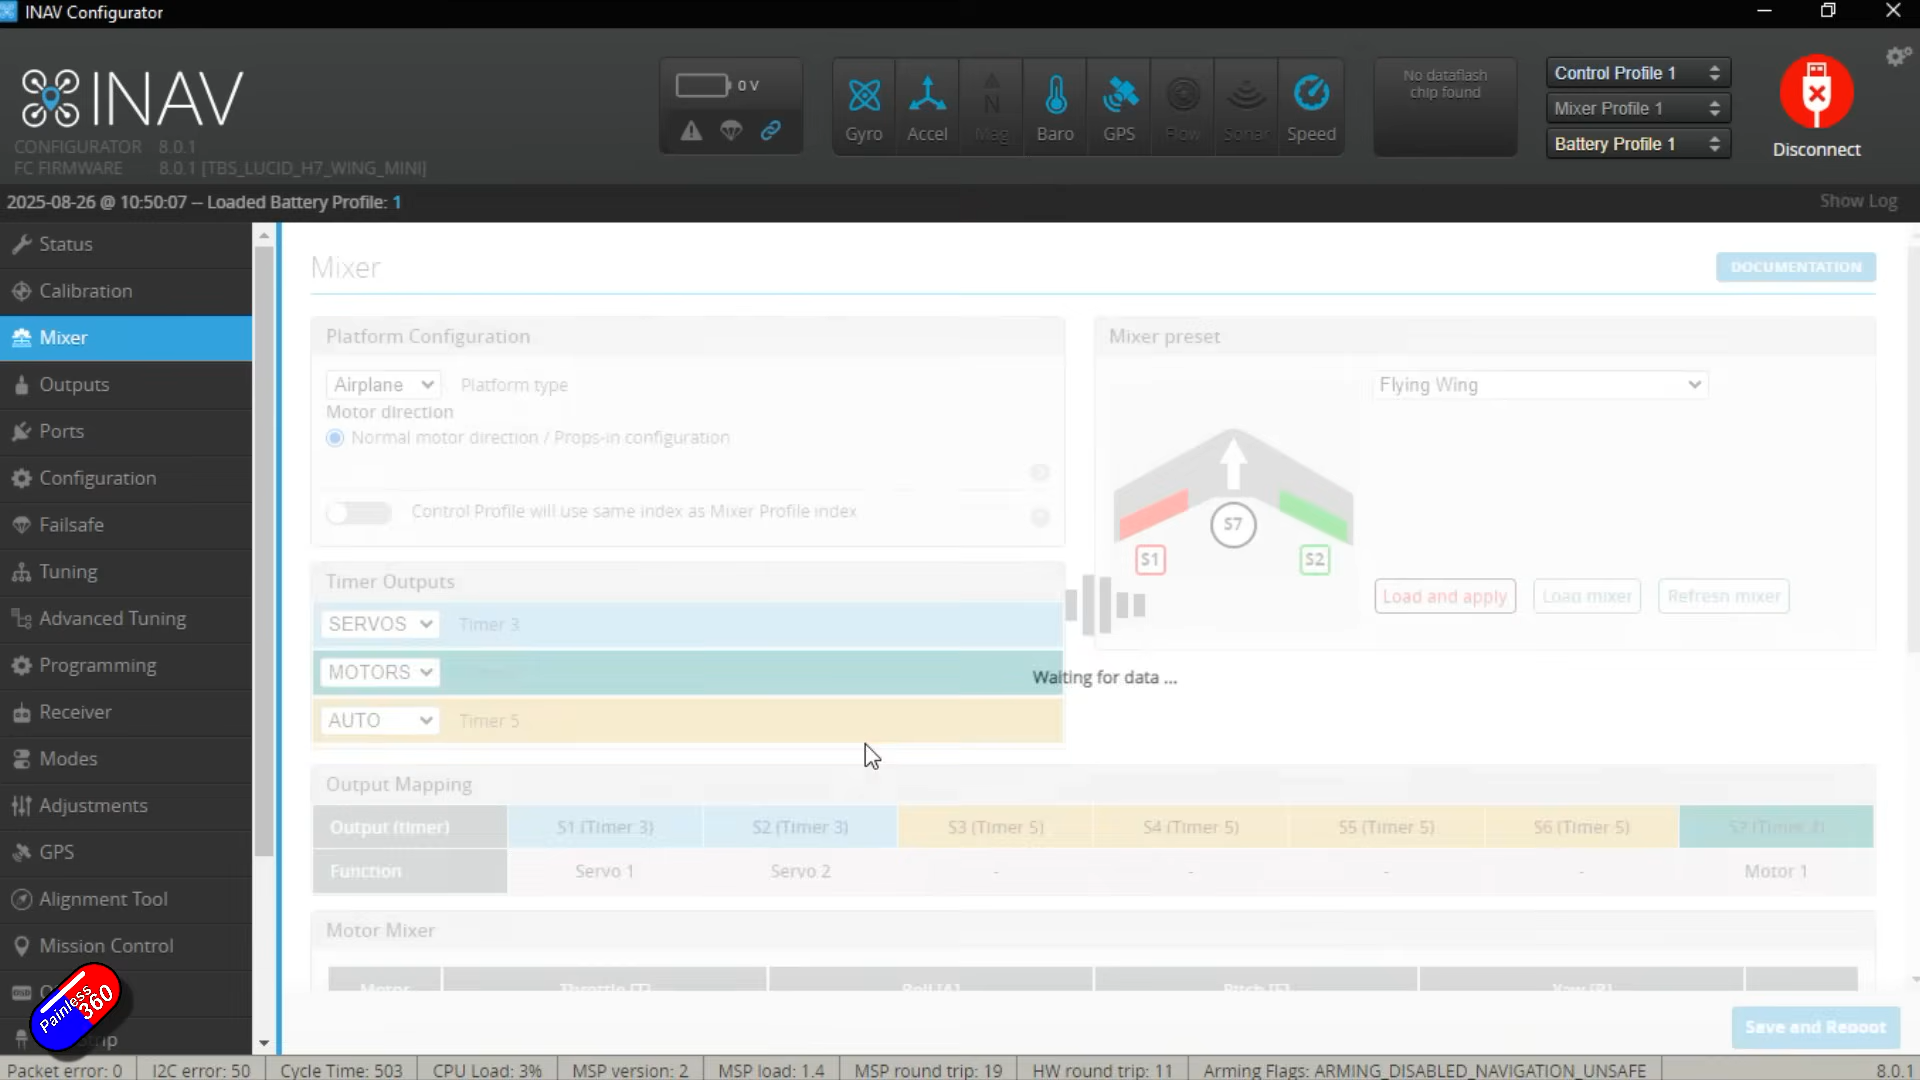 INAV Configurator
INAV
CONFIGURATOR 8.0.1
FC FIRMWARE 8.0.1 [TBS_LUCID_H7_WING_MINI]
0 V
Gyro
Accel
Mag
Baro
GPS
Flow
Sonar
Speed
No dataflash
chip found
Control Profile 1
Mixer Profile 1
Battery Profile 1
Disconnect
2025-08-26 @ 10:50:07 -- Loaded Battery Profile: 1
Show Log
Status
Calibration
Mixer
Outputs
Ports
Configuration
Failsafe
Tuning
Advanced Tuning
Programming
Receiver
Modes
Adjustments
GPS
Alignment Tool
Mission Control
Painless360
Mixer
DOCUMENTATION
Platform Configuration
Airplane
Platform type
Motor direction
Normal motor direction / Props-in configuration
Control Profile will use same index as Mixer Profile index
Mixer preset
Flying Wing
S7
S1
S2
Load and apply
Load mixer
Refresh mixer
Timer Outputs
SERVOS Timer 3
MOTORS
AUTO Timer 5
Waiting for data ...
Output Mapping
Output (timer) S1 (Timer 3) S2 (Timer 3) S3 (Timer 5) S4 (Timer 5) S5 (Timer 5) S6 (Timer 5)
Function Servo 1 Servo 2 - - - - Motor 1
Motor Mixer
Motor Throttle [T] Roll [A] Pitch [E] Yaw [R]
Save and Reboot
Packet error: 0 I2C error: 50 Cycle Time: 503 CPU Load: 3% MSP version: 2 MSP load: 1.4 MSP round trip: 19 HW round trip: 11 Arming Flags: ARMING_DISABLED_NAVIGATION_UNSAFE 8.0.1